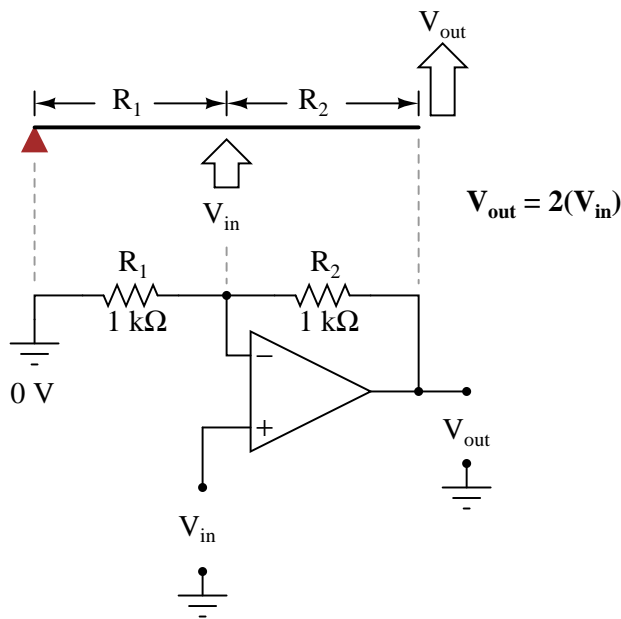 V_out
R_1 R_2
V_in
V_out = 2(V_in)
R_1 R_2
1 kΩ 1 kΩ
−
0 V
+
V_out
V_in